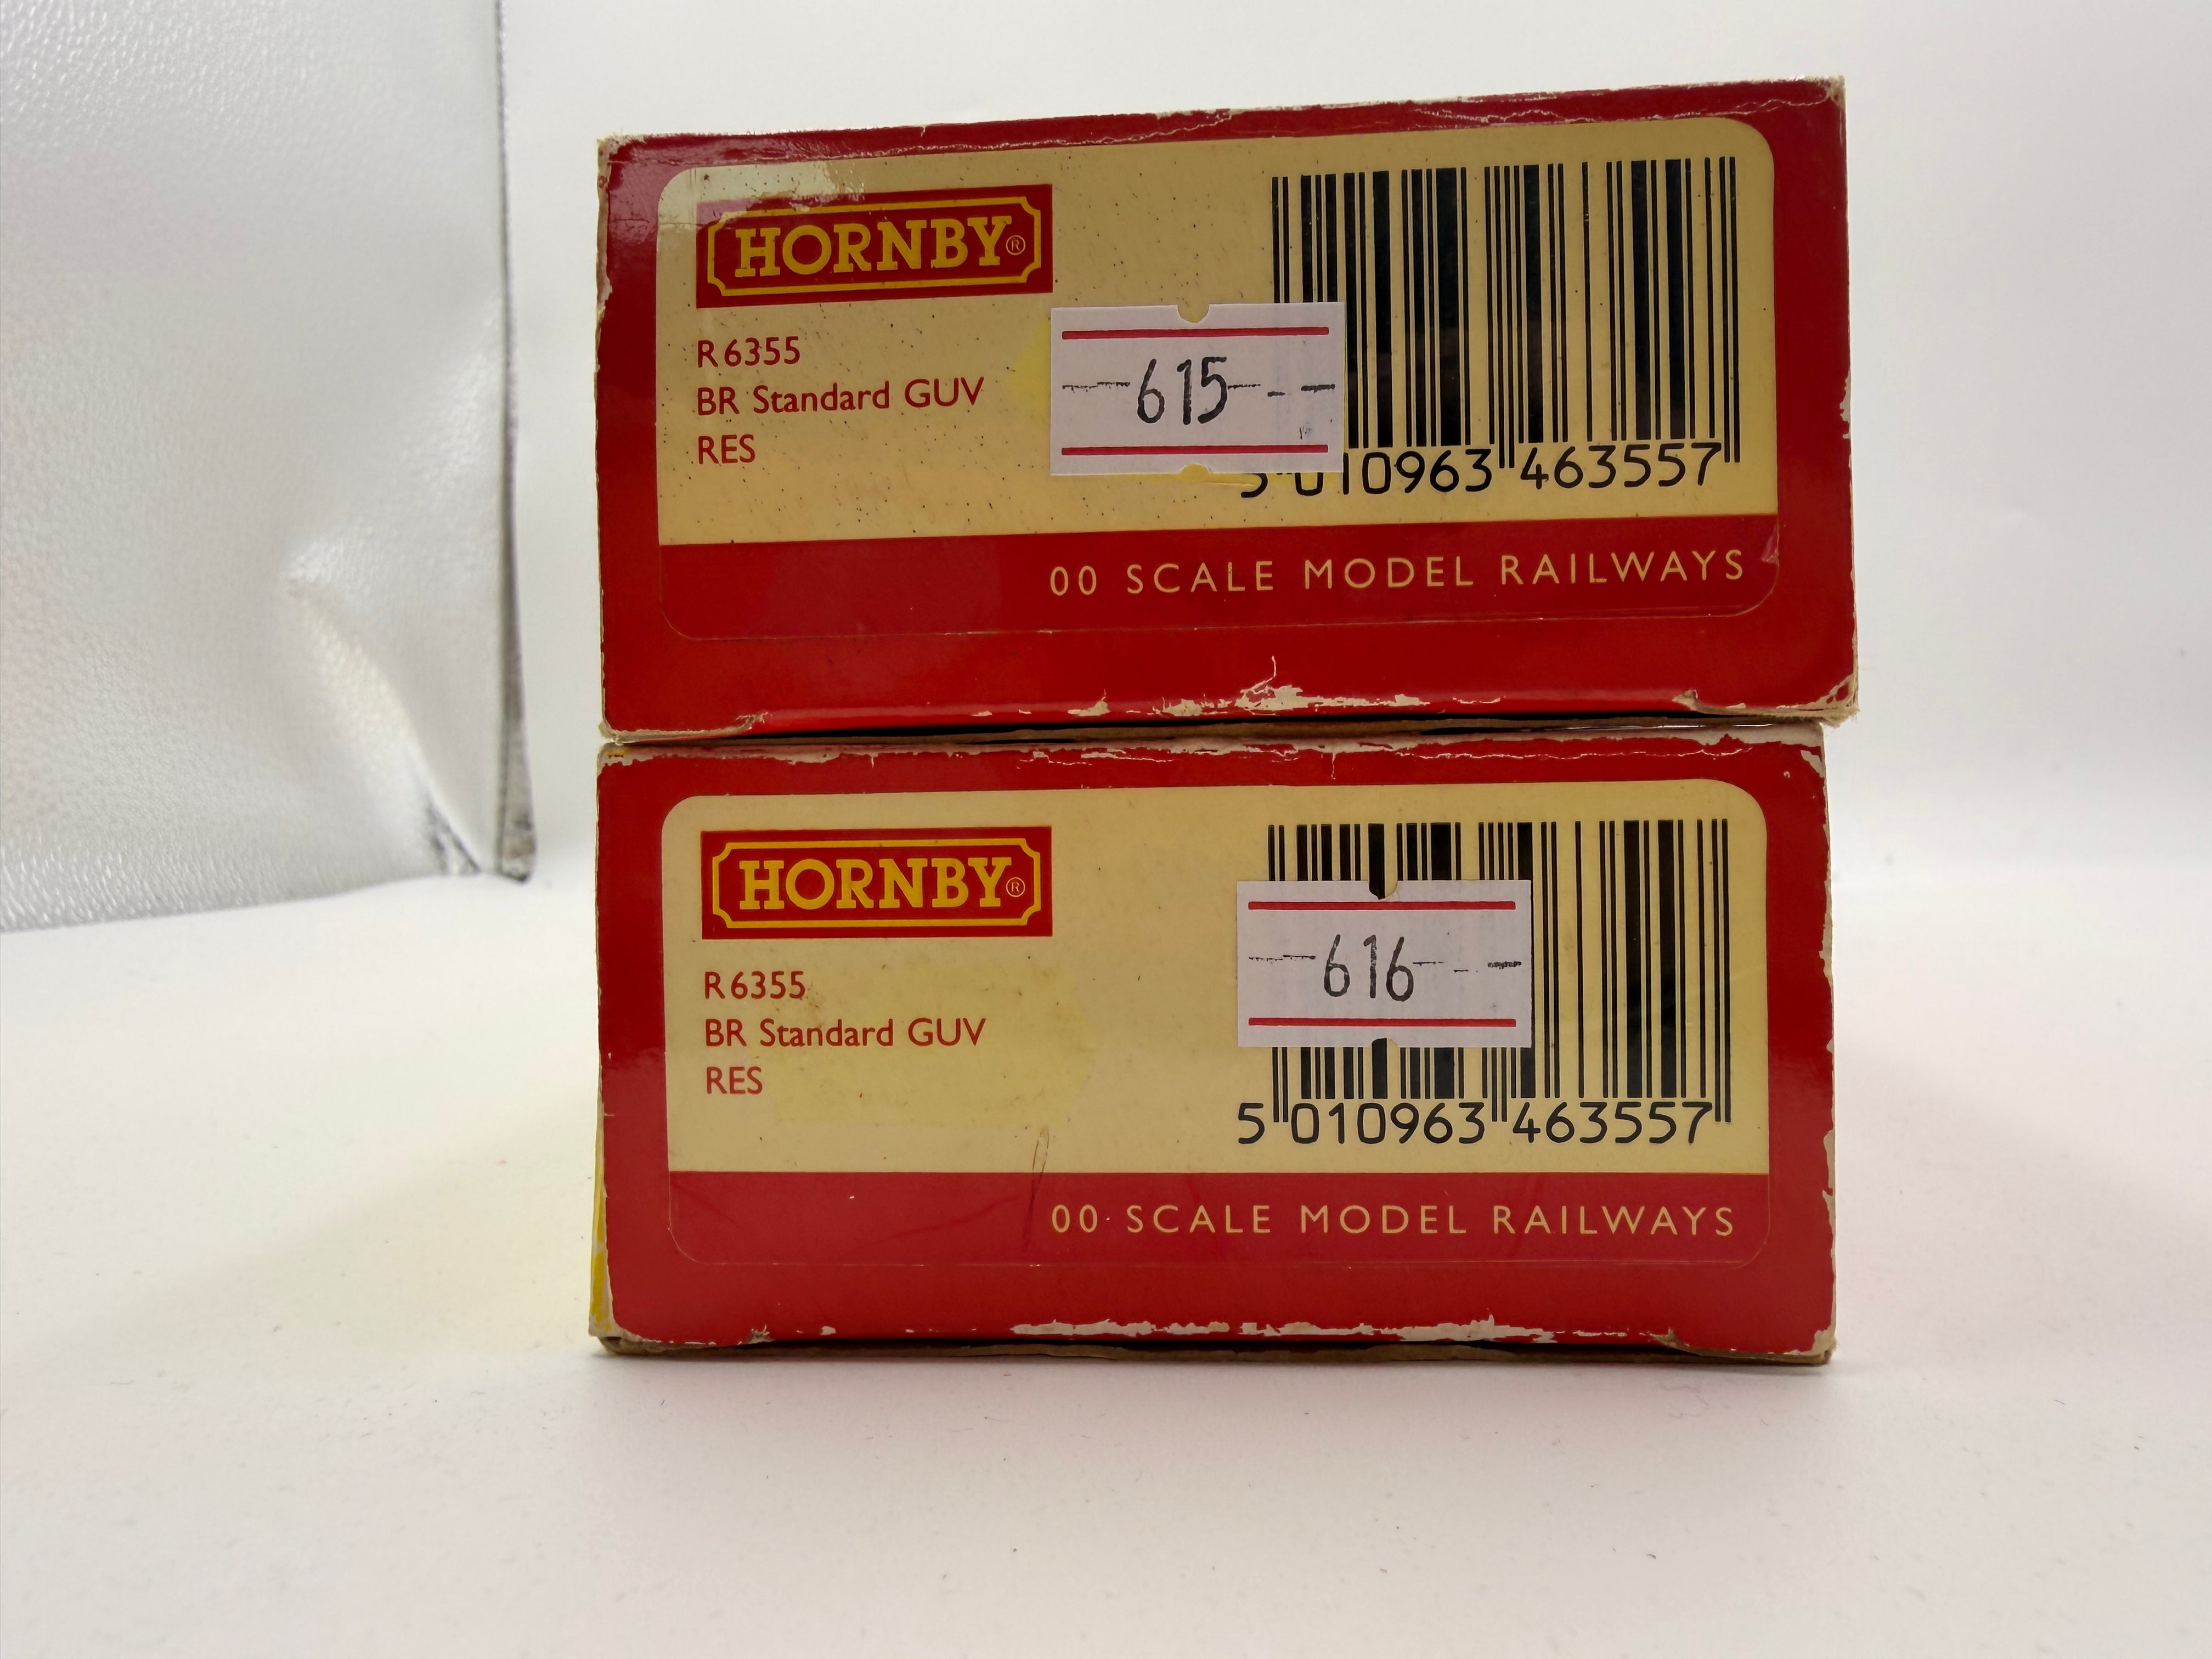 HORNBY®
R6355
BR Standard GUV
RES
615
5 010963 463557
00 SCALE MODEL RAILWAYS
HORNBY®
R6355
BR Standard GUV
RES
616
5 010963 463557
00 SCALE MODEL RAILWAYS